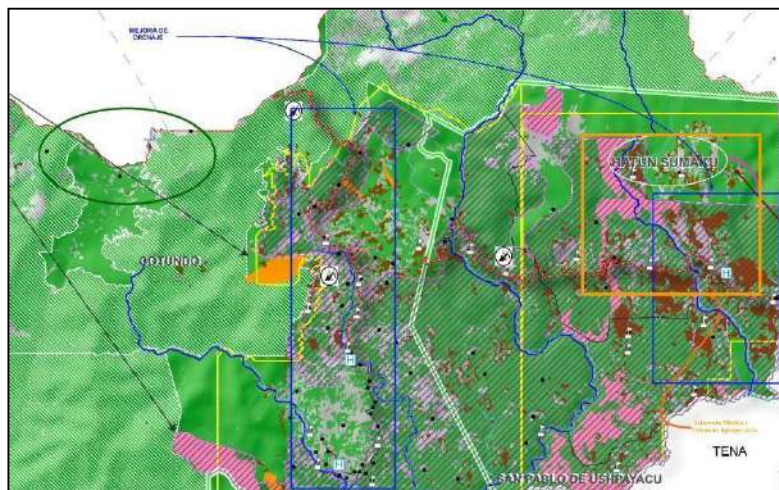 MEJORA DE
DRENAJE
HATUN SUMAKU
COTUNDO
H
H
H
TENA
SAN PABLO DE USHPAYACU